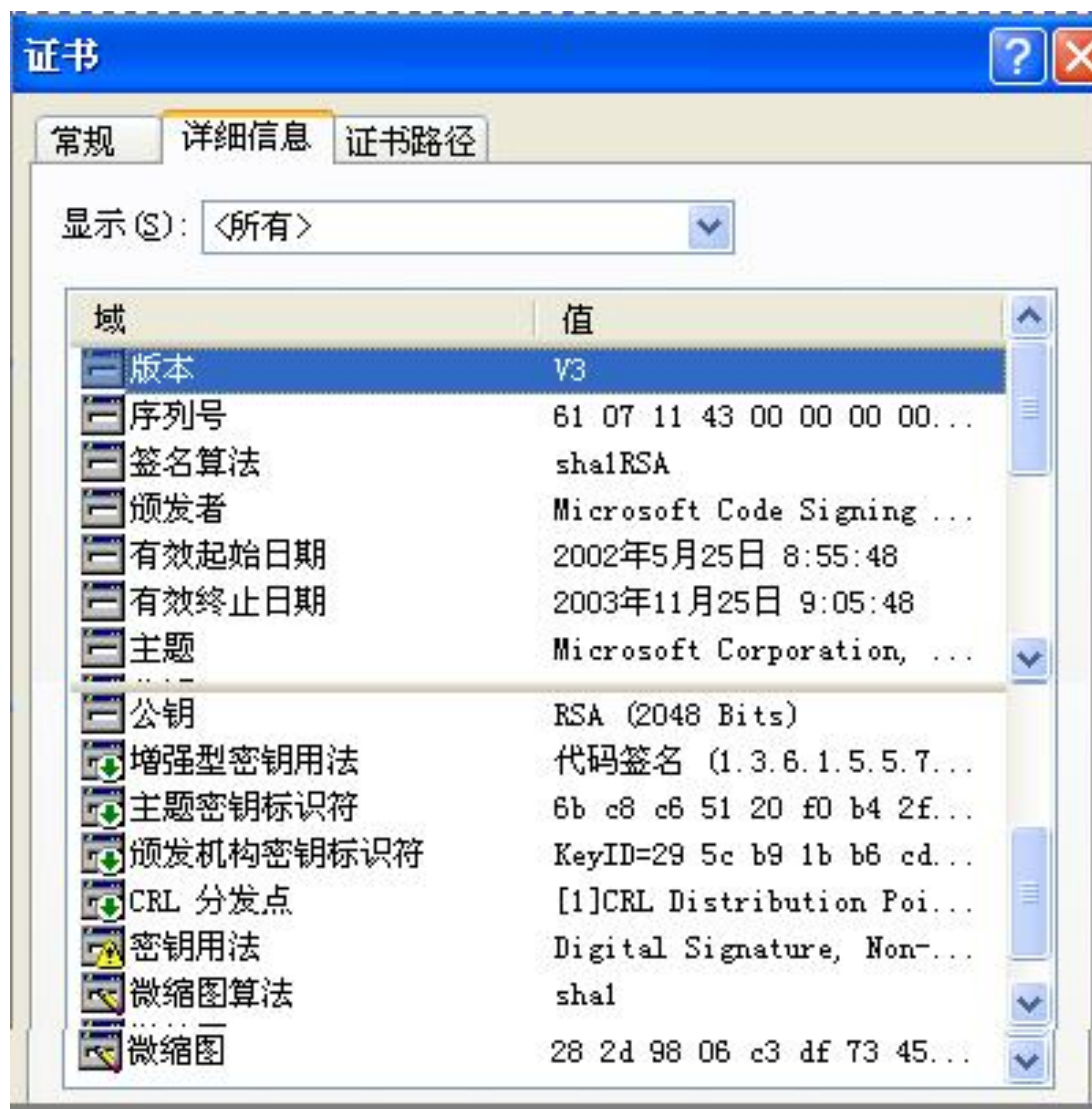 证书
常规 详细信息 证书路径
显示(S): <所有>
域 值
版本 V3
序列号 61 07 11 43 00 00 00 00...
签名算法 sha1RSA
颁发者 Microsoft Code Signing ...
有效起始日期 2002年5月25日 8:55:48
有效终止日期 2003年11月25日 9:05:48
主题 Microsoft Corporation, ...
公钥 RSA (2048 Bits)
增强型密钥用法 代码签名 (1.3.6.1.5.5.7...
主题密钥标识符 6b c8 c6 51 20 f0 b4 2f...
颁发机构密钥标识符 KeyID=29 5c b9 1b b6 cd...
CRL 分发点 [1]CRL Distribution Poi...
密钥用法 Digital Signature, Non-...
微缩图算法 sha1
微缩图 28 2d 98 06 c3 df 73 45...